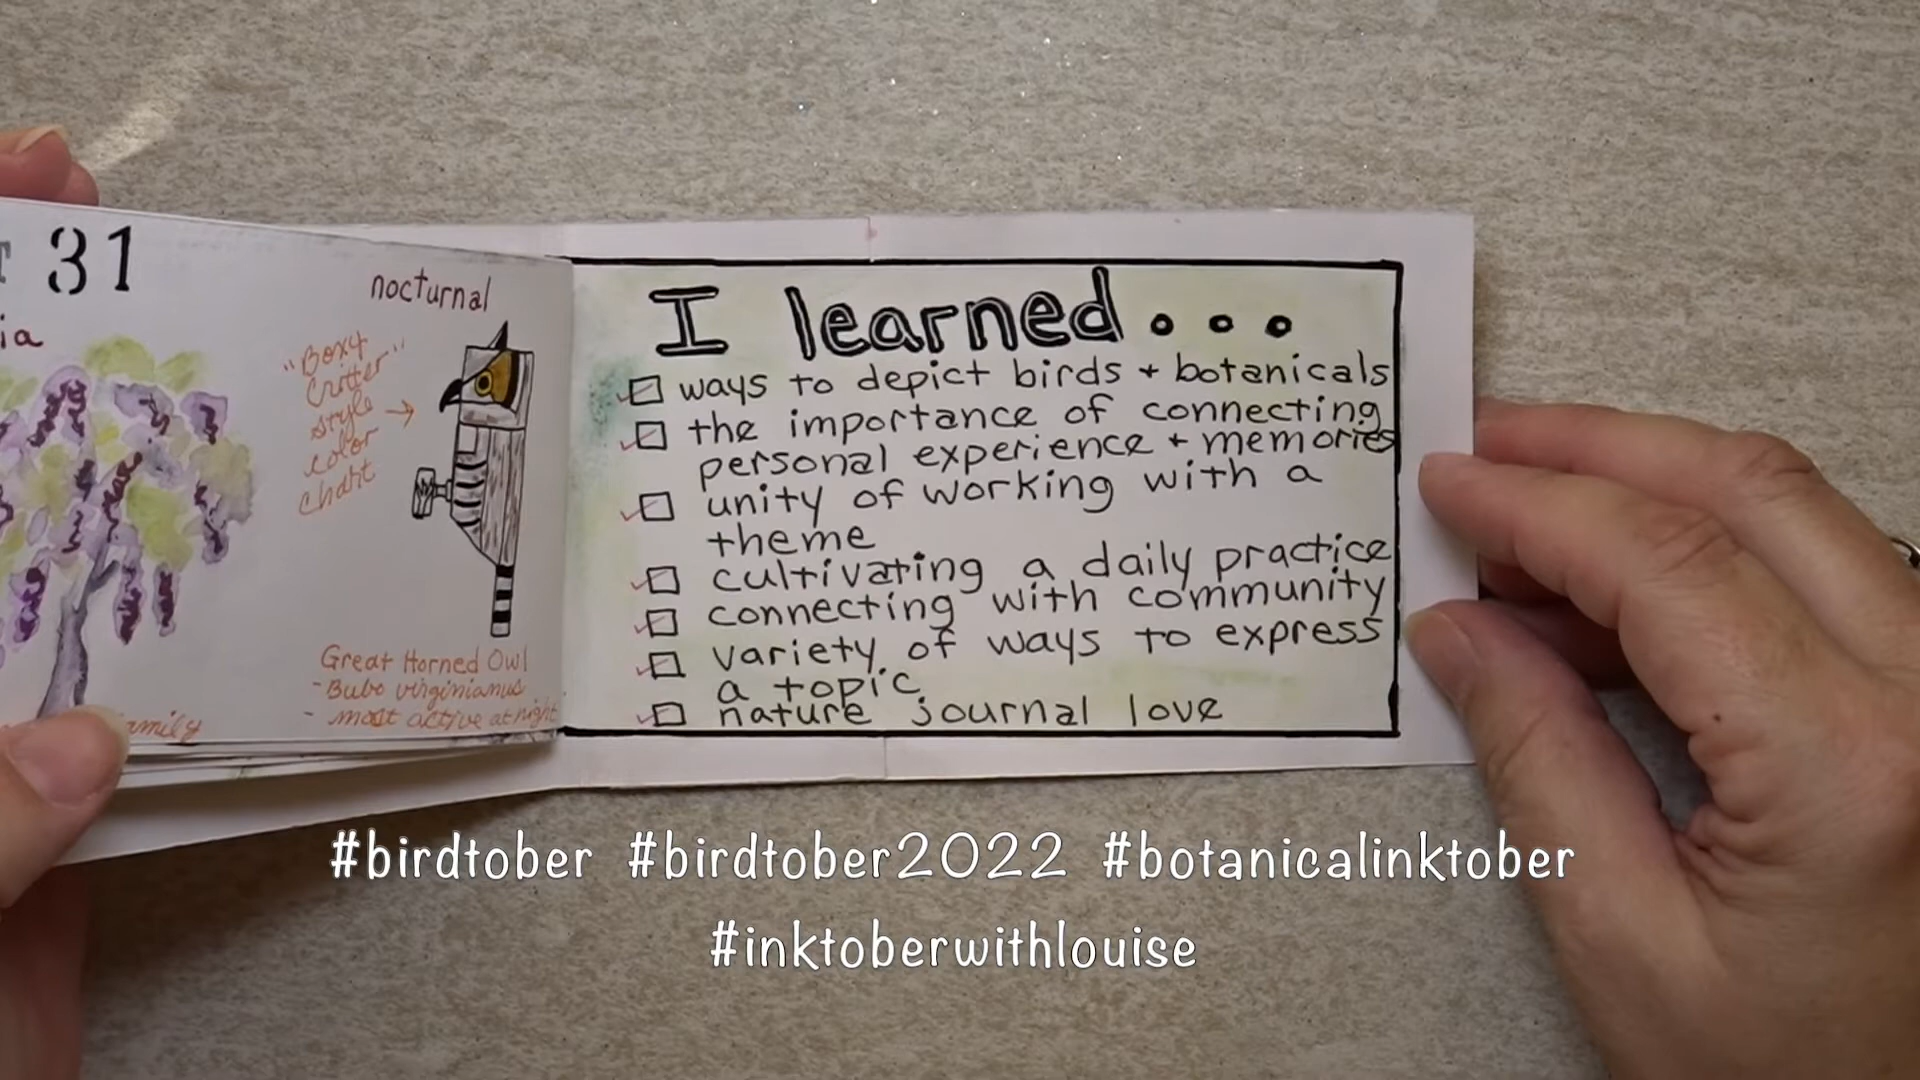 31
nocturnal
"Boxy
Critter"
style
color
chart
Great Horned Owl
- Bubo virginianus
- most active at night
I learned...
ways to depict birds + botanicals
the importance of connecting
personal experience + memories
unity of working with a
theme
cultivating a daily practice
connecting with community
variety of ways to express
a topic
nature journal love
#birdtober #birdtober2022 #botanicalinktober
#inktoberwithlouise